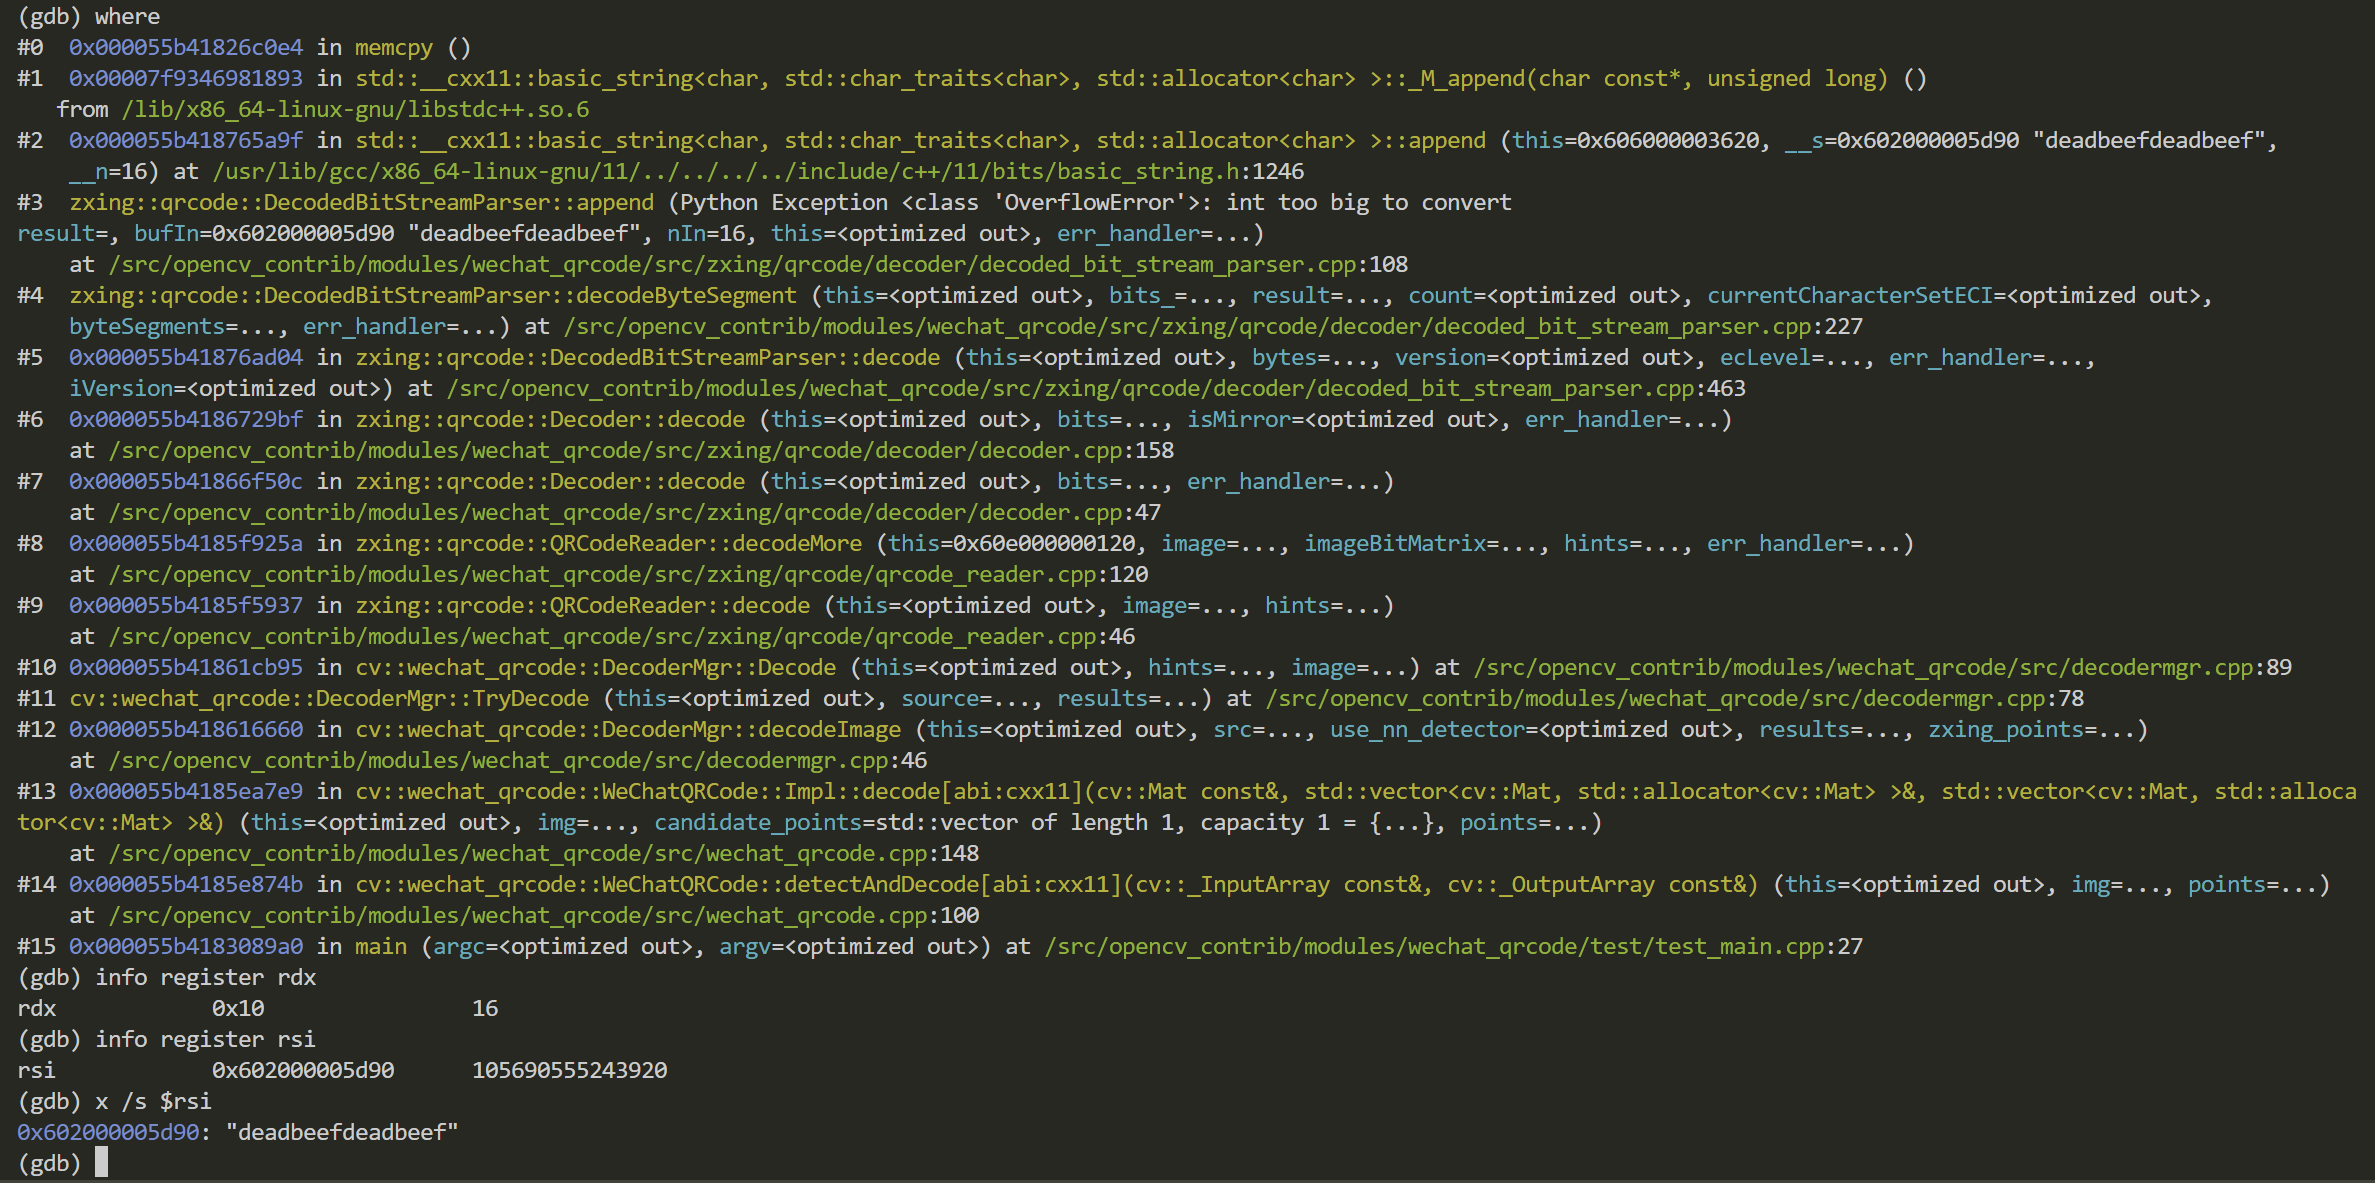 (gdb) where
#0  0x000055b41826c0e4 in memcpy ()
#1  0x00007f9346981893 in std::__cxx11::basic_string<char, std::char_traits<char>, std::allocator<char> >::_M_append(char const*, unsigned long) ()
   from /lib/x86_64-linux-gnu/libstdc++.so.6
#2  0x000055b418765a9f in std::__cxx11::basic_string<char, std::char_traits<char>, std::allocator<char> >::append (this=0x606000003620, __s=0x602000005d90 "deadbeefdeadbeef",
    __n=16) at /usr/lib/gcc/x86_64-linux-gnu/11/../../../../include/c++/11/bits/basic_string.h:1246
#3  zxing::qrcode::DecodedBitStreamParser::append (Python Exception <class 'OverflowError'>: int too big to convert
result=, bufIn=0x602000005d90 "deadbeefdeadbeef", nIn=16, this=<optimized out>, err_handler=...)
    at /src/opencv_contrib/modules/wechat_qrcode/src/zxing/qrcode/decoder/decoded_bit_stream_parser.cpp:108
#4  zxing::qrcode::DecodedBitStreamParser::decodeByteSegment (this=<optimized out>, bits_=..., result=..., count=<optimized out>, currentCharacterSetECI=<optimized out>,
    byteSegments=..., err_handler=...) at /src/opencv_contrib/modules/wechat_qrcode/src/zxing/qrcode/decoder/decoded_bit_stream_parser.cpp:227
#5  0x000055b41876ad04 in zxing::qrcode::DecodedBitStreamParser::decode (this=<optimized out>, bytes=..., version=<optimized out>, ecLevel=..., err_handler=...,
    iVersion=<optimized out>) at /src/opencv_contrib/modules/wechat_qrcode/src/zxing/qrcode/decoder/decoded_bit_stream_parser.cpp:463
#6  0x000055b4186729bf in zxing::qrcode::Decoder::decode (this=<optimized out>, bits=..., isMirror=<optimized out>, err_handler=...)
    at /src/opencv_contrib/modules/wechat_qrcode/src/zxing/qrcode/decoder/decoder.cpp:158
#7  0x000055b41866f50c in zxing::qrcode::Decoder::decode (this=<optimized out>, bits=..., err_handler=...)
    at /src/opencv_contrib/modules/wechat_qrcode/src/zxing/qrcode/decoder/decoder.cpp:47
#8  0x000055b4185f925a in zxing::qrcode::QRCodeReader::decodeMore (this=0x60e000000120, image=..., imageBitMatrix=..., hints=..., err_handler=...)
    at /src/opencv_contrib/modules/wechat_qrcode/src/zxing/qrcode/qrcode_reader.cpp:120
#9  0x000055b4185f5937 in zxing::qrcode::QRCodeReader::decode (this=<optimized out>, image=..., hints=...)
    at /src/opencv_contrib/modules/wechat_qrcode/src/zxing/qrcode/qrcode_reader.cpp:46
#10 0x000055b41861cb95 in cv::wechat_qrcode::DecoderMgr::Decode (this=<optimized out>, hints=..., image=...) at /src/opencv_contrib/modules/wechat_qrcode/src/decodermgr.cpp:89
#11 cv::wechat_qrcode::DecoderMgr::TryDecode (this=<optimized out>, source=..., results=...) at /src/opencv_contrib/modules/wechat_qrcode/src/decodermgr.cpp:78
#12 0x000055b418616660 in cv::wechat_qrcode::DecoderMgr::decodeImage (this=<optimized out>, src=..., use_nn_detector=<optimized out>, results=..., zxing_points=...)
    at /src/opencv_contrib/modules/wechat_qrcode/src/decodermgr.cpp:46
#13 0x000055b4185ea7e9 in cv::wechat_qrcode::WeChatQRCode::Impl::decode[abi:cxx11](cv::Mat const&, std::vector<cv::Mat, std::allocator<cv::Mat> >&, std::vector<cv::Mat, std::alloca
tor<cv::Mat> >&) (this=<optimized out>, img=..., candidate_points=std::vector of length 1, capacity 1 = {...}, points=...)
    at /src/opencv_contrib/modules/wechat_qrcode/src/wechat_qrcode.cpp:148
#14 0x000055b4185e874b in cv::wechat_qrcode::WeChatQRCode::detectAndDecode[abi:cxx11](cv::_InputArray const&, cv::_OutputArray const&) (this=<optimized out>, img=..., points=...)
    at /src/opencv_contrib/modules/wechat_qrcode/src/wechat_qrcode.cpp:100
#15 0x000055b4183089a0 in main (argc=<optimized out>, argv=<optimized out>) at /src/opencv_contrib/modules/wechat_qrcode/test/test_main.cpp:27
(gdb) info register rdx
rdx            0x10                16
(gdb) info register rsi
rsi            0x602000005d90      105690555243920
(gdb) x /s $rsi
0x602000005d90: "deadbeefdeadbeef"
(gdb)